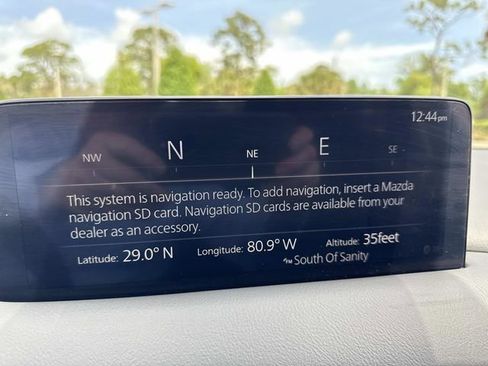 12:44pm
NW N NE E SE
This system is navigation ready. To add navigation, insert a Mazda
navigation SD card. Navigation SD cards are available from your
dealer as an accessory.
Latitude: 29.0° N Longitude: 80.9° W Altitude: 35feet
South Of Sanity